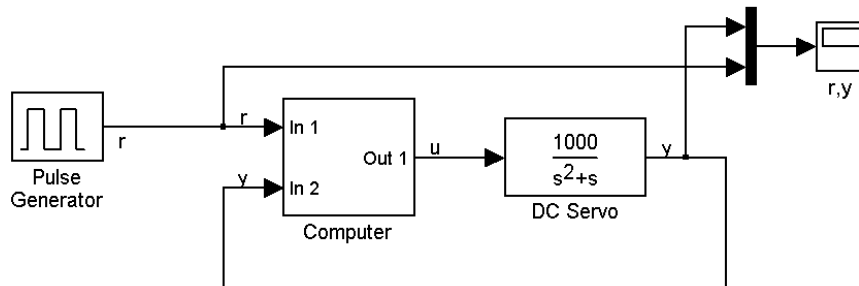 r,y
r
In 1
r
Out 1
u
1000
s2+s
y
Pulse
Generator
y
In 2
Computer
DC Servo